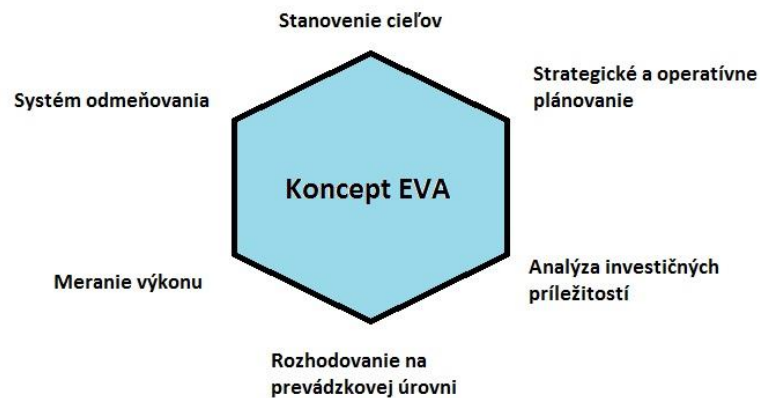 Stanovenie cieľov
Strategické a operatívne
plánovanie
Systém odmeňovania
Koncept EVA
Analýza investičných
príležitostí
Meranie výkonu
Rozhodovanie na
prevádzkovej úrovni